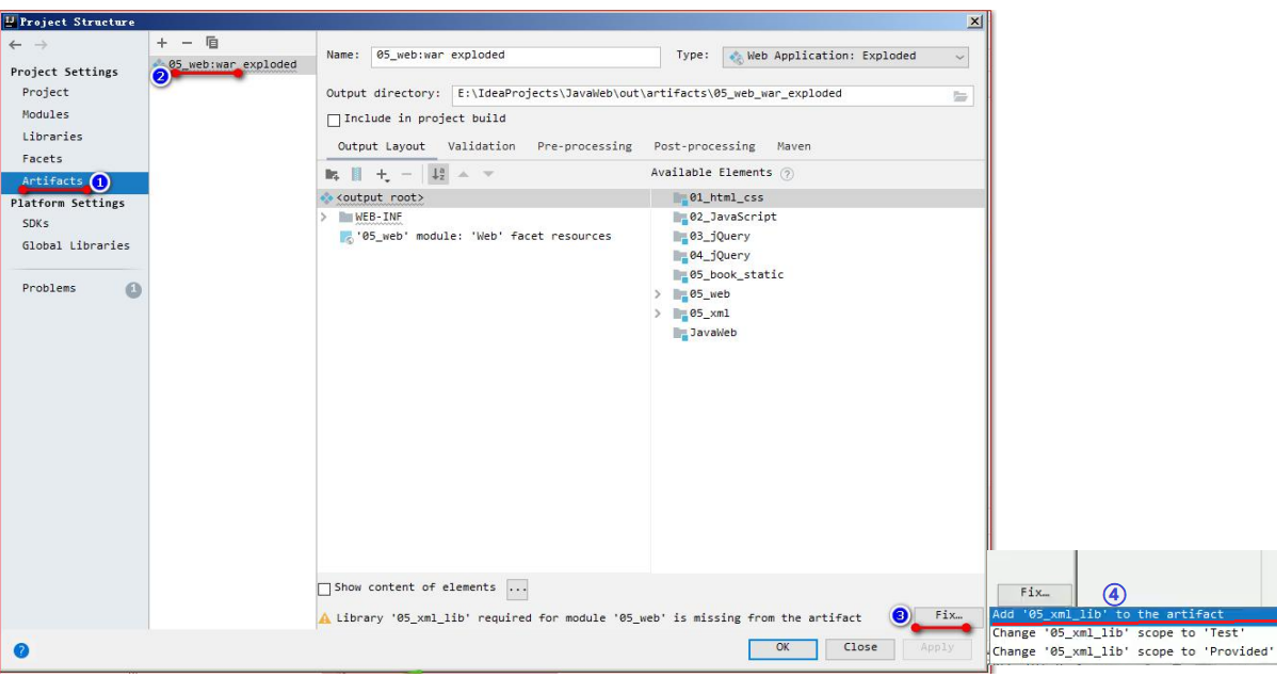 Project Structure
Project Settings
Project
Modules
Libraries
Facets
Artifacts 1
Platform Settings
SDKs
Global Libraries
Problems 1
2 05_web:war exploded
Name: 05_web:war exploded Type: Web Application: Exploded
Output directory: E:\IdeaProjects\JavaWeb\out\artifacts\05_web_war_exploded
Include in project build
Output Layout Validation Pre-processing Post-processing Maven
Available Elements ?
<output root>
WEB-INF
'05_web' module: 'Web' facet resources
01_html_css
02_JavaScript
03_jQuery
04_jQuery
05_book_static
05_web
05_xml
JavaWeb
Show content of elements ...
Library '05_xml_lib' required for module '05_web' is missing from the artifact 3 Fix…
? OK Close Apply
Fix… ④
Add '05_xml_lib' to the artifact
Change '05_xml_lib' scope to 'Test'
Change '05_xml_lib' scope to 'Provided'